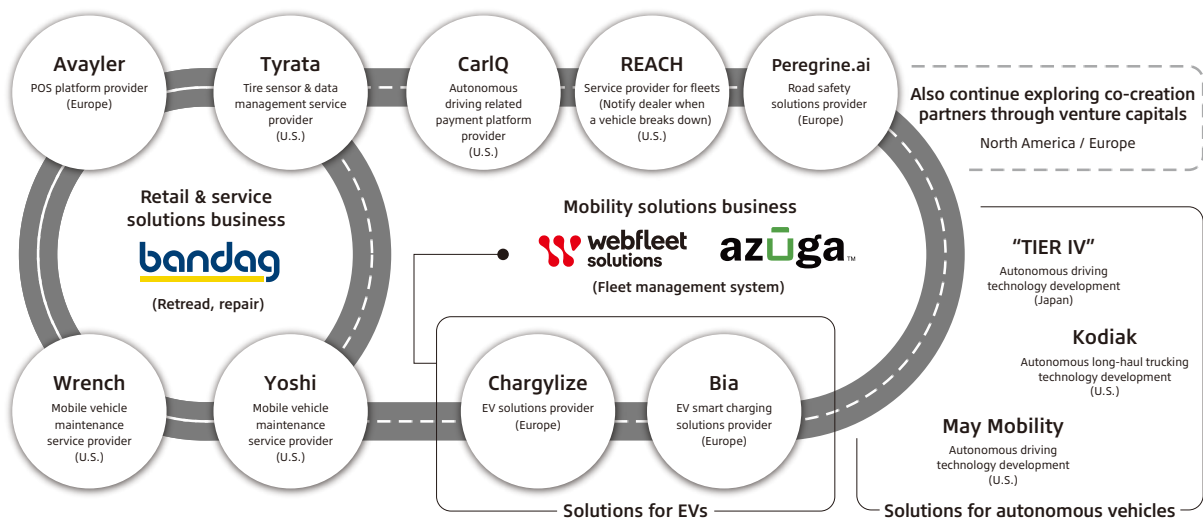 Avayler
POS platform provider
(Europe)
Tyrata
Tire sensor & data
management service
provider
(U.S.)
CarlQ
Autonomous
driving related
payment platform
provider
(U.S.)
REACH
Service provider for fleets
(Notify dealer when
a vehicle breaks down)
(U.S.)
Peregrine.ai
Road safety
solutions provider
(Europe)
Also continue exploring co-creation
partners through venture capitals
North America / Europe
Retail & service
solutions business
bandag
(Retread, repair)
Mobility solutions business
webfleet
solutions
azūga™
(Fleet management system)
"TIER IV"
Autonomous driving
technology development
(Japan)
Kodiak
Autonomous long-haul trucking
technology development
(U.S.)
May Mobility
Autonomous driving
technology development
(U.S.)
Solutions for autonomous vehicles
Wrench
Mobile vehicle
maintenance
service provider
(U.S.)
Yoshi
Mobile vehicle
maintenance
service provider
(U.S.)
Chargylize
EV solutions provider
(Europe)
Bia
EV smart charging
solutions provider
(Europe)
Solutions for EVs